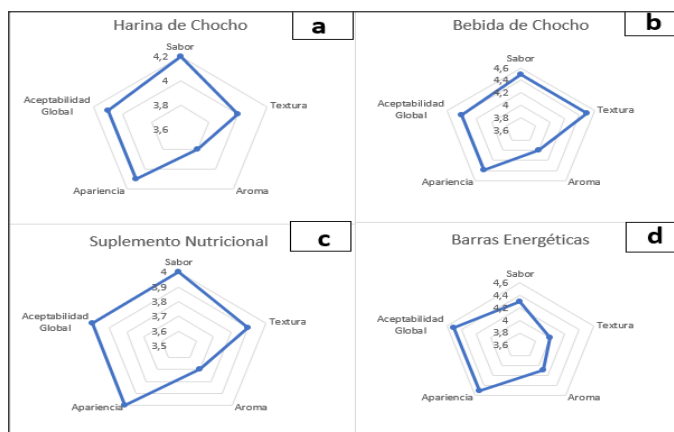 Harina de Chocho
a
Sabor
4,2
4
3,8
3,6
Textura
Aroma
Apariencia
Aceptabilidad
Global
Bebida de Chocho
b
Sabor
4,6
4,4
4,2
4
3,8
3,6
Textura
Aroma
Apariencia
Aceptabilidad
Global
Suplemento Nutricional
c
Sabor
4
3,9
3,8
3,7
3,6
3,5
Textura
Aroma
Apariencia
Aceptabilidad
Global
Barras Energéticas
d
Sabor
4,6
4,4
4,2
4
3,8
3,6
Textura
Aroma
Apariencia
Aceptabilidad
Global